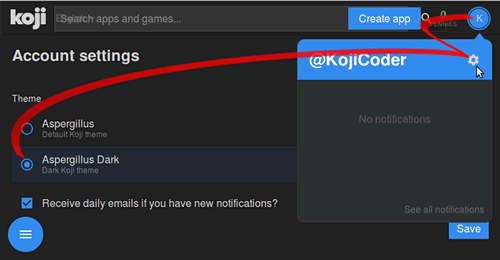 koji
Search apps and games...
Create app
PENNIES
K
Account settings
@KojiCoder
Theme
Aspergillus
Default Koji theme
No notifications
Aspergillus Dark
Dark Koji theme
Receive daily emails if you have new notifications?
See all notifications
Save